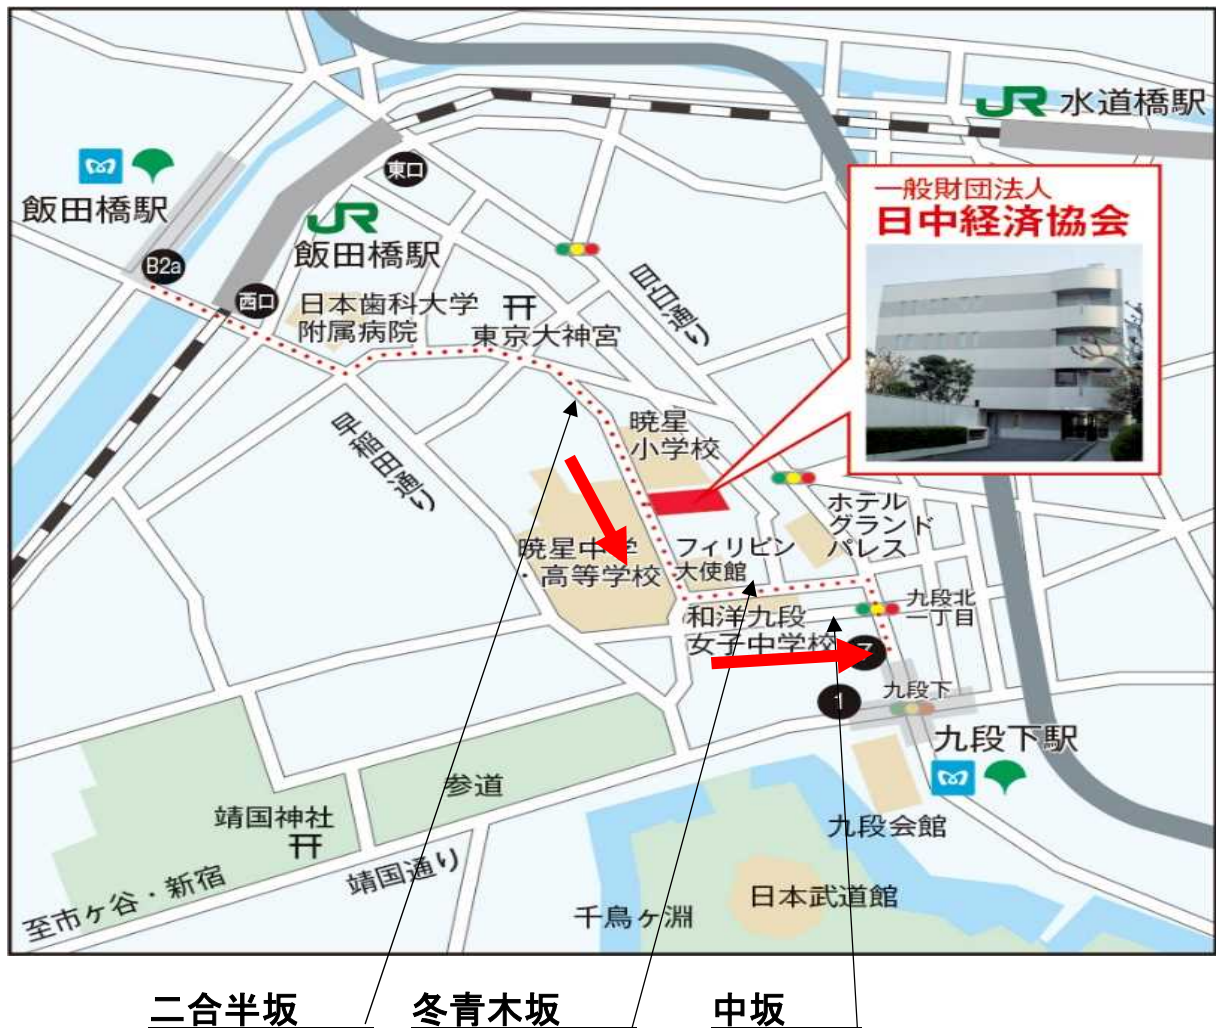 JR 水道橋駅
一般財団法人
日中経済協会
飯田橋駅
東口
JR
飯田橋駅
B2a
西口
日本歯科大学
附属病院
東京大神宮
目白通り
早稲田通り
暁星
小学校
ホテル
グランド
パレス
暁星中学
・高等学校
フィリピン
大使館
九段北
一丁目
和洋九段
女子中学校
7
1
九段下
九段下駅
参道
靖国神社
九段会館
靖国通り
至市ヶ谷・新宿
日本武道館
千鳥ヶ淵
二合半坂
冬青木坂
中坂